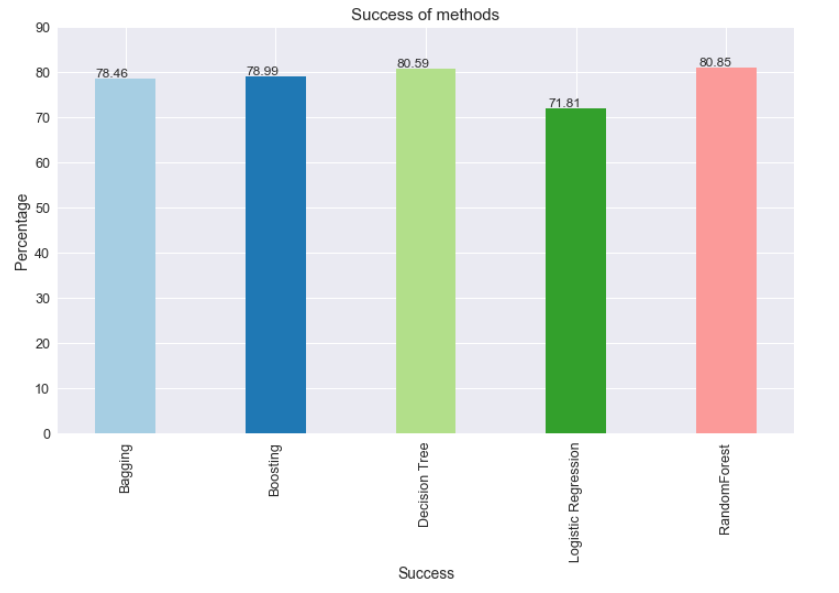 Success of methods
90
80
70
60
50
40
30
20
10
0
Percentage
78.46
78.99
80.59
71.81
80.85
Bagging
Boosting
Decision Tree
Logistic Regression
RandomForest
Success